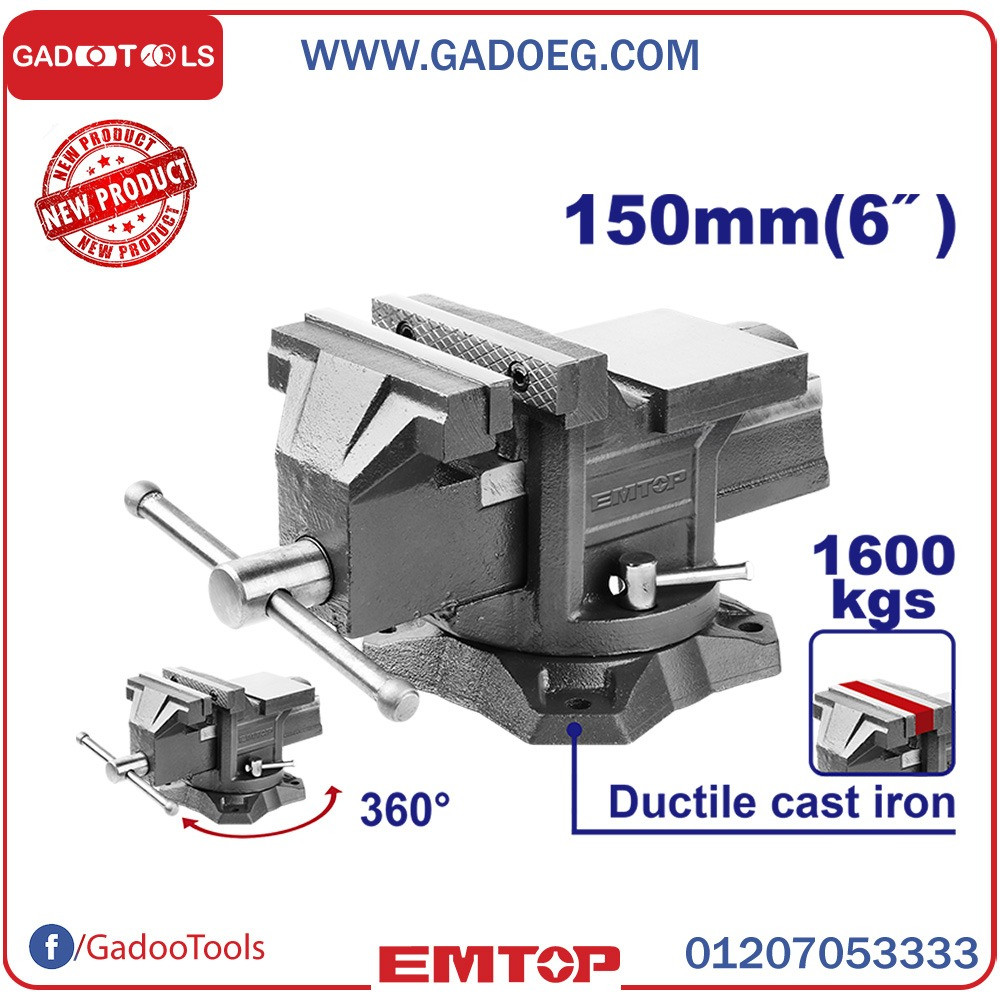 GADOOTOOLS
WWW.GADOEG.COM
NEW PRODUCT
NEW PRODUCT
NEW PRODUCT
150mm(6″)
EMTOP
1600
kgs
360°
Ductile cast iron
f/GadooTools
EMTOP
01207053333